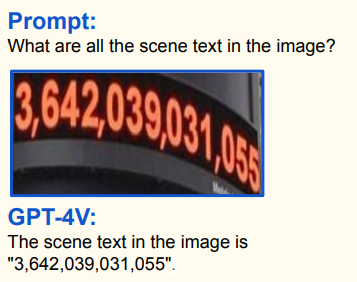 Prompt:
What are all the scene text in the image?
3,642,039,031,055
GPT-4V:
The scene text in the image is
"3,642,039,031,055".